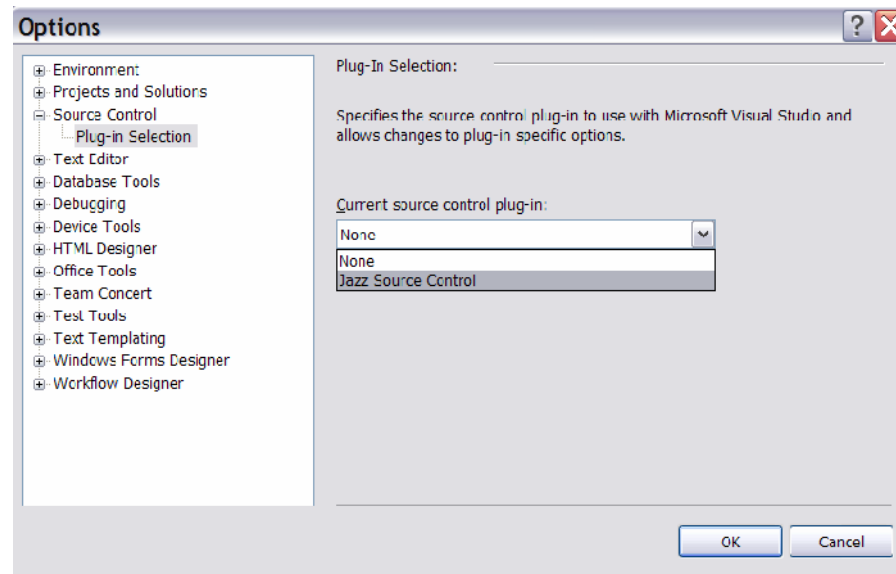 Options
Environment
Projects and Solutions
Source Control
Plug-in Selection
Text Editor
Database Tools
Debugging
Device Tools
HTML Designer
Office Tools
Team Concert
Test Tools
Text Templating
Windows Forms Designer
Workflow Designer
Plug-In Selection:
Specifies the source control plug-in to use with Microsoft Visual Studio and
allows changes to plug-in specific options.
Current source control plug-in:
None
None
Jazz Source Control
OK
Cancel